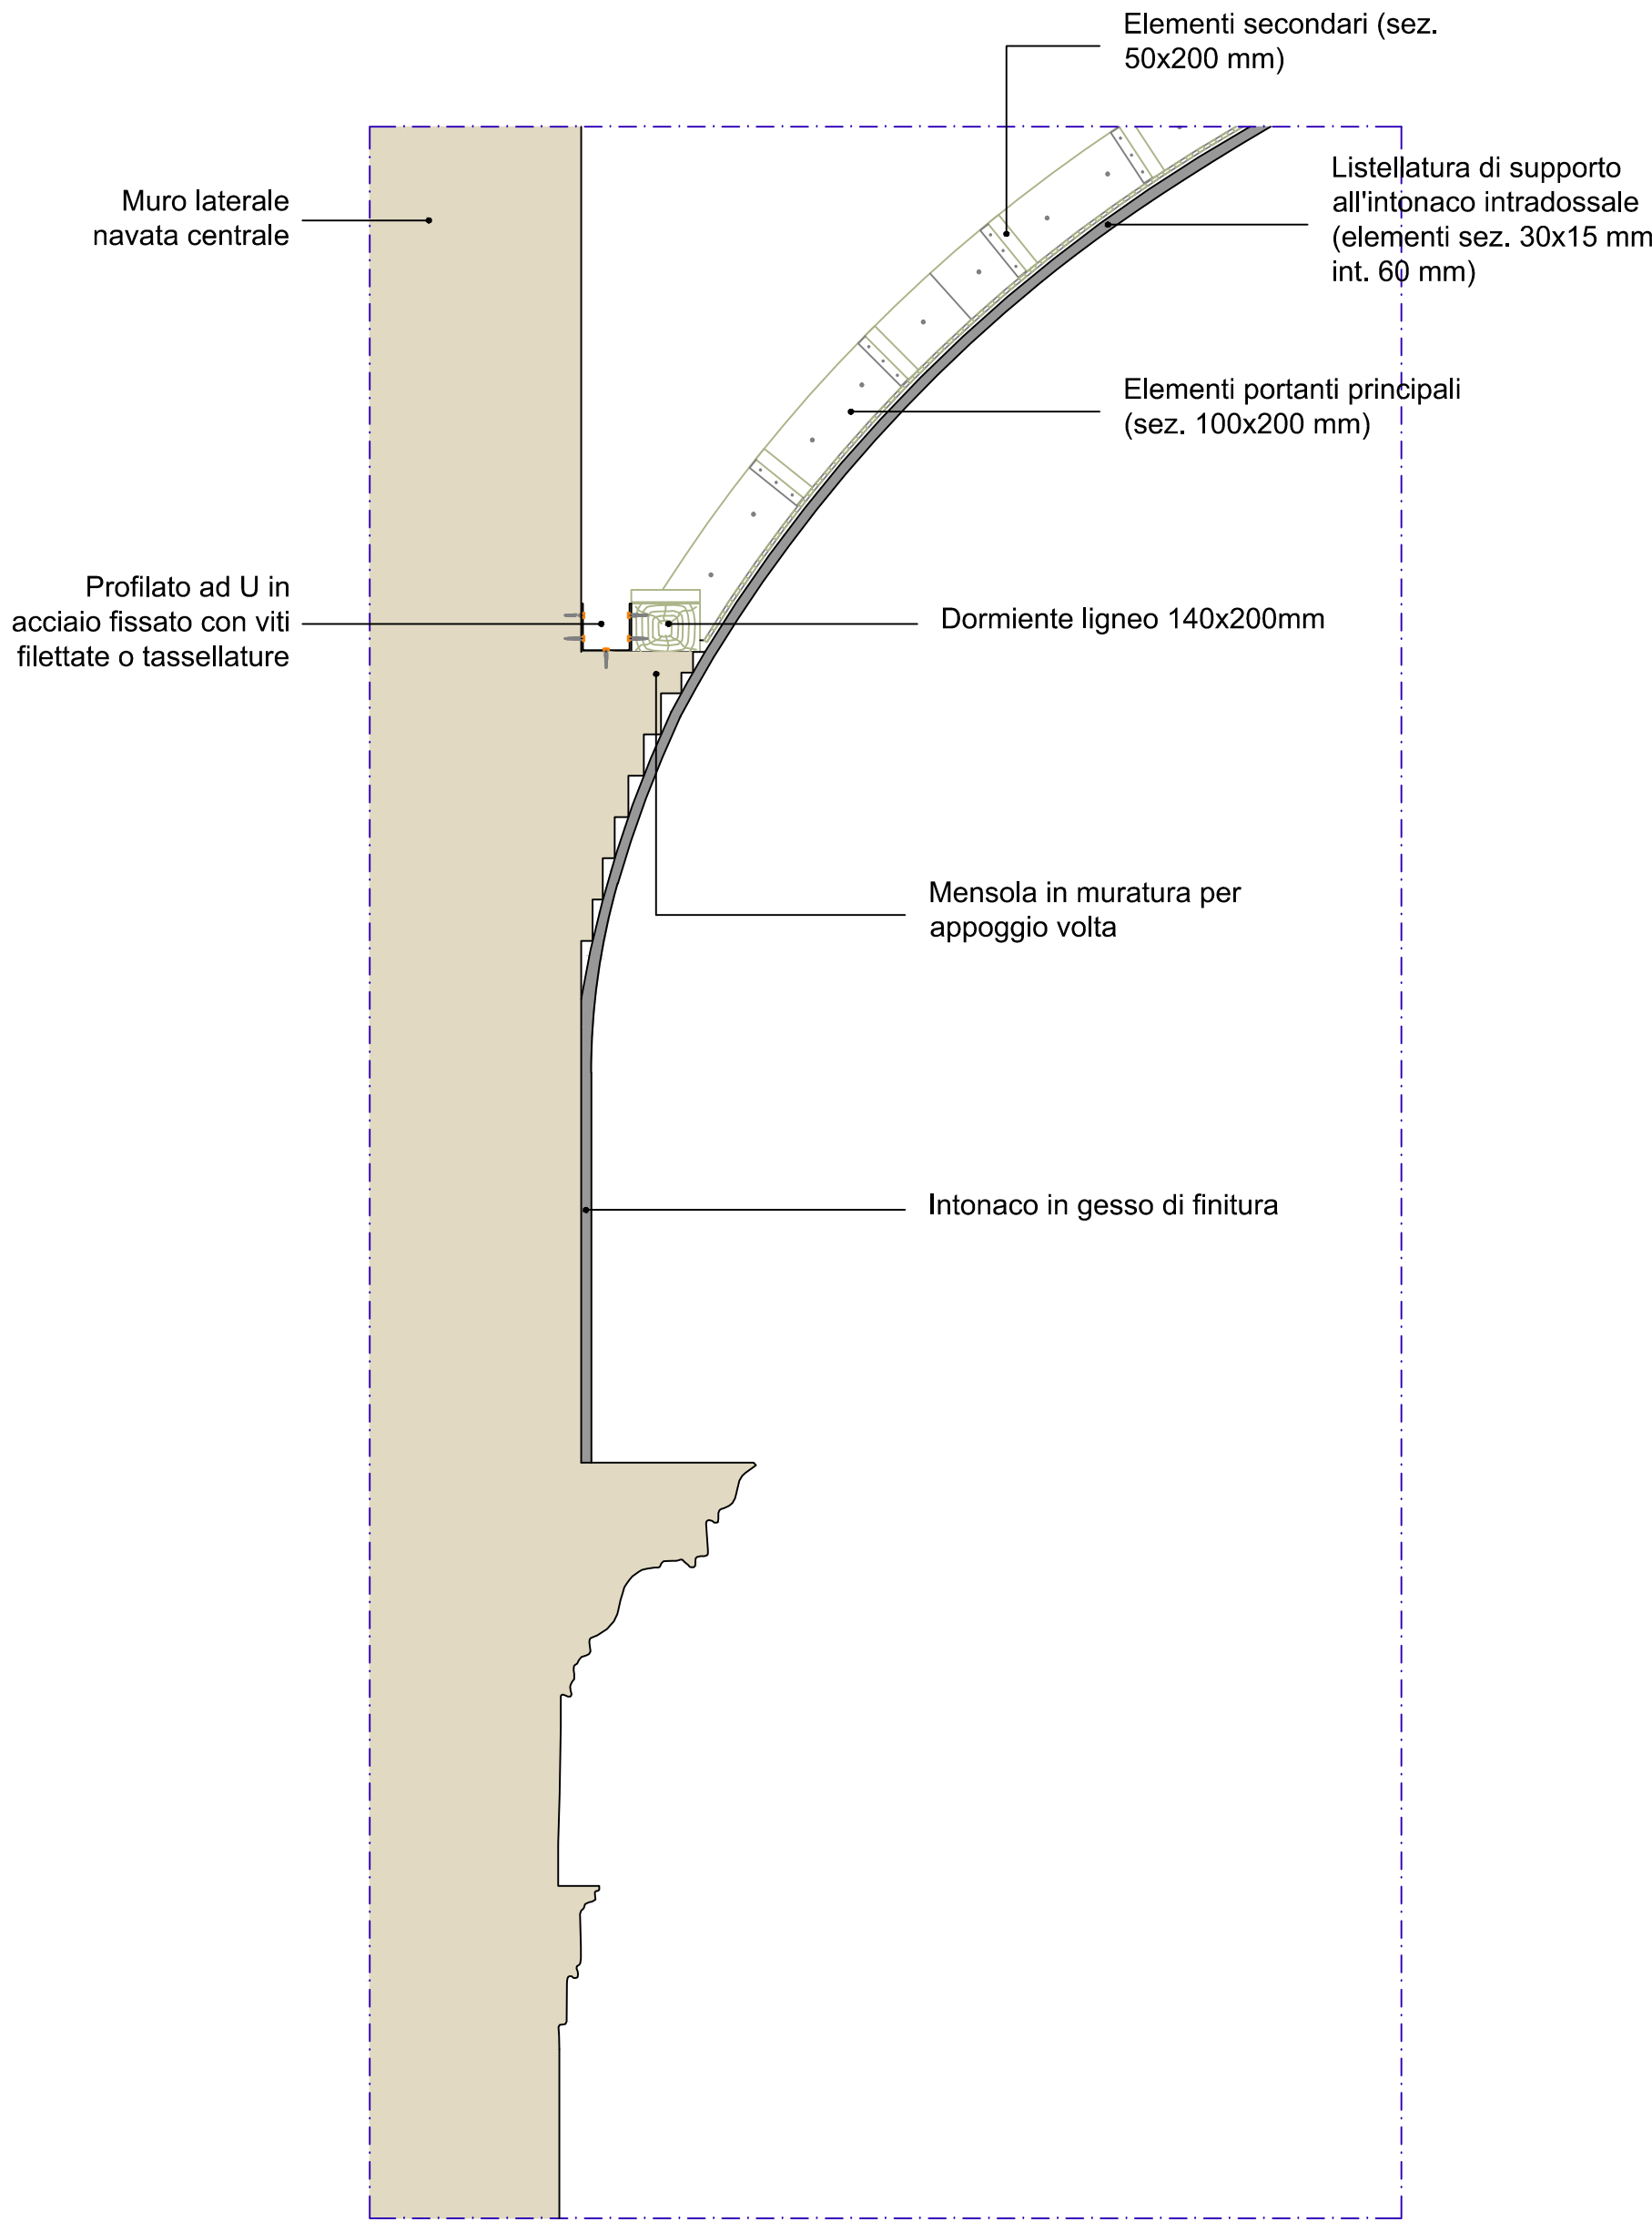 Elementi secondari (sez.
50x200 mm)
Listellatura di supporto
all'intonaco intradossale
(elementi sez. 30x15 mm
int. 60 mm)
Muro laterale
navata centrale
Elementi portanti principali
(sez. 100x200 mm)
Profilato ad U in
acciaio fissato con viti
filettate o tassellature
Dormiente ligneo 140x200mm
Mensola in muratura per
appoggio volta
Intonaco in gesso di finitura